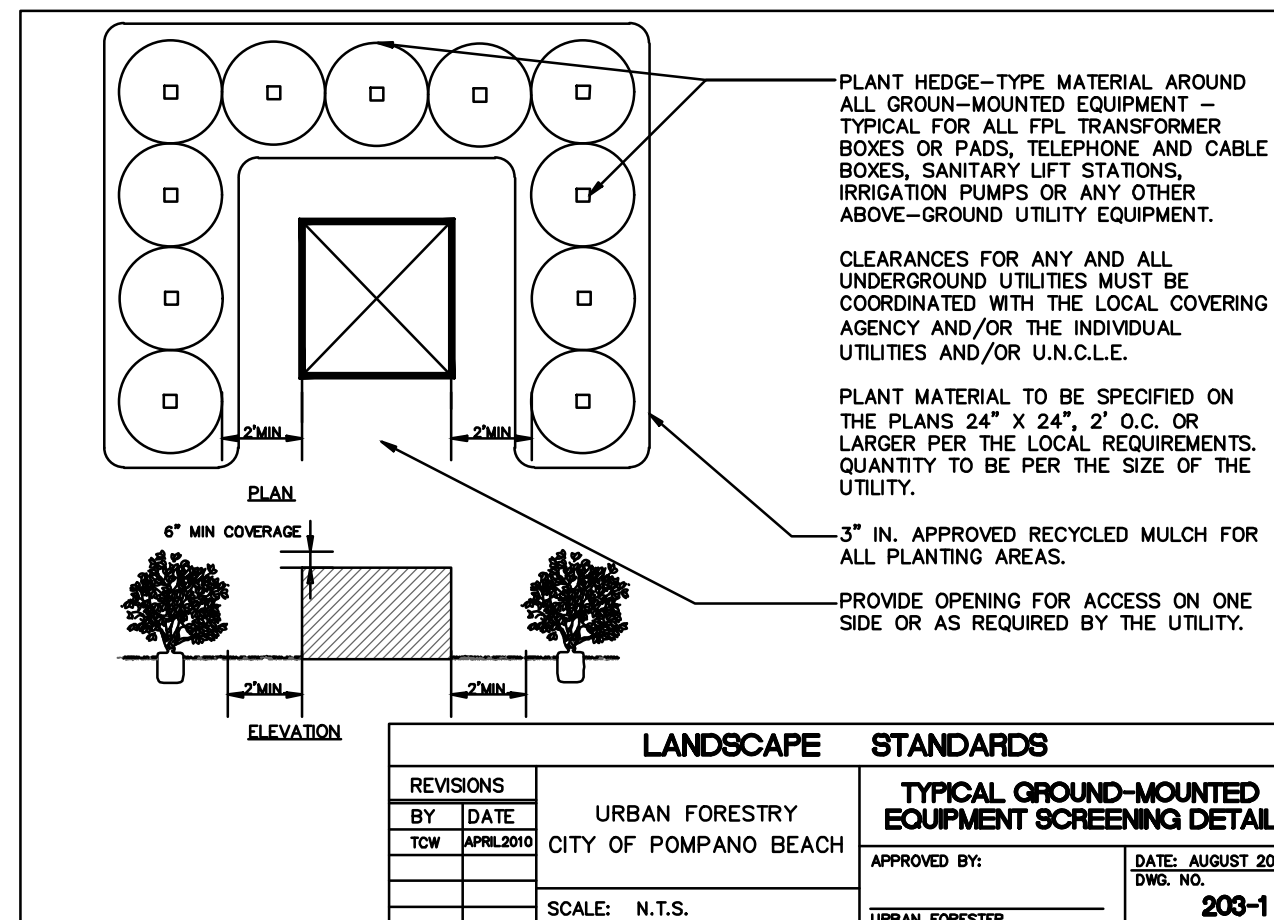 PLANT HEDGE-TYPE MATERIAL AROUND
ALL GROUN-MOUNTED EQUIPMENT -
TYPICAL FOR ALL FPL TRANSFORMER
BOXES OR PADS, TELEPHONE AND CABLE
BOXES, SANITARY LIFT STATIONS,
IRRIGATION PUMPS OR ANY OTHER
ABOVE-GROUND UTILITY EQUIPMENT.
CLEARANCES FOR ANY AND ALL
UNDERGROUND UTILITIES MUST BE
COORDINATED WITH THE LOCAL COVERING
AGENCY AND/OR THE INDIVIDUAL
UTILITIES AND/OR U.N.C.L.E.
PLANT MATERIAL TO BE SPECIFIED ON
THE PLANS 24" X 24", 2' O.C. OR
LARGER PER THE LOCAL REQUIREMENTS.
QUANTITY TO BE PER THE SIZE OF THE
UTILITY.
3" IN. APPROVED RECYCLED MULCH FOR
ALL PLANTING AREAS.
PROVIDE OPENING FOR ACCESS ON ONE
SIDE OR AS REQUIRED BY THE UTILITY.
2'MIN
2'MIN
PLAN
6" MIN COVERAGE
2'MIN
2'MIN
ELEVATION
LANDSCAPE STANDARDS
REVISIONS
BY DATE
TCW APRIL2010
URBAN FORESTRY
CITY OF POMPANO BEACH
SCALE: N.T.S.
TYPICAL GROUND-MOUNTED
EQUIPMENT SCREENING DETAIL
APPROVED BY:
URBAN FORESTER
DATE: AUGUST 20
DWG. NO.
203-1